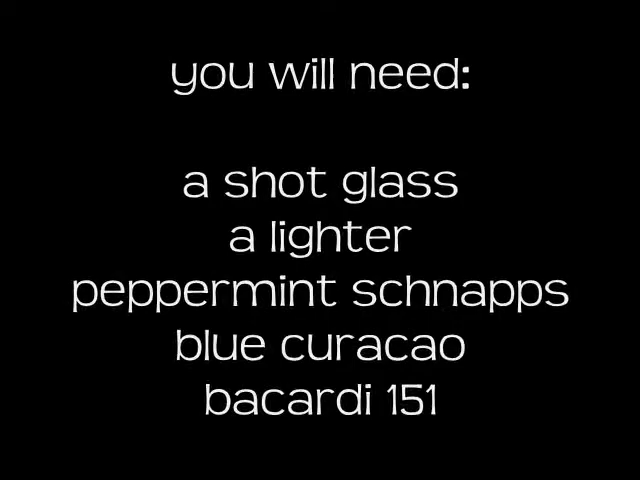 you will need:
a shot glass
a lighter
peppermint schnapps
blue curacao
bacardi 151